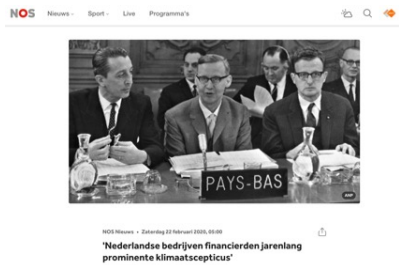 NOS Nieuws Sport Live Programma's
PAYS-BAS
ANP
NOS Nieuws • Zaterdag 22 februari 2020, 05:00
'Nederlandse bedrijven financierden jarenlang
prominente klimaatscepticus'